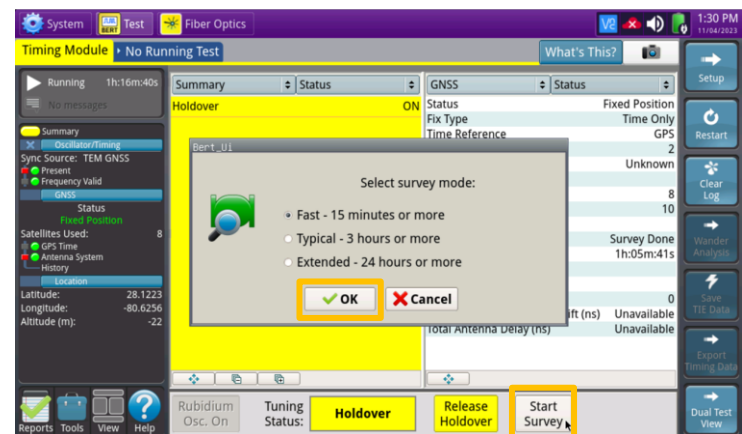 System
Test
Fiber Optics
1:30 PM
11/04/2023
Timing Module
No Running Test
What's This?
Running 1h:16m:40s
No messages
Summary
Oscillator/Timing
Sync Source: TEM GNSS
Present
Frequency Valid
GNSS
Status
Fixed Position
Satellites Used: 8
GPS Time
Antenna System
History
Location
Latitude: 28.1223
Longitude: -80.6256
Altitude (m): -22
Summary Status
Holdover ON
GNSS Status
Status Fixed Position
Fix Type Time Only
Time Reference GPS
2
Unknown
8
10
Survey Done
1h:05m:41s
0
ift (ns) Unavailable
Total Antenna Delay (ns) Unavailable
Bert_Ui
Select survey mode:
Fast - 15 minutes or more
Typical - 3 hours or more
Extended - 24 hours or more
OK
Cancel
Setup
Restart
Clear
Log
Wander
Analysis
Save
TIE Data
Export
Timing Data
Dual Test
View
Reports
Tools
View
Help
Rubidium
Osc. On
Tuning
Status:
Holdover
Release
Holdover
Start
Survey